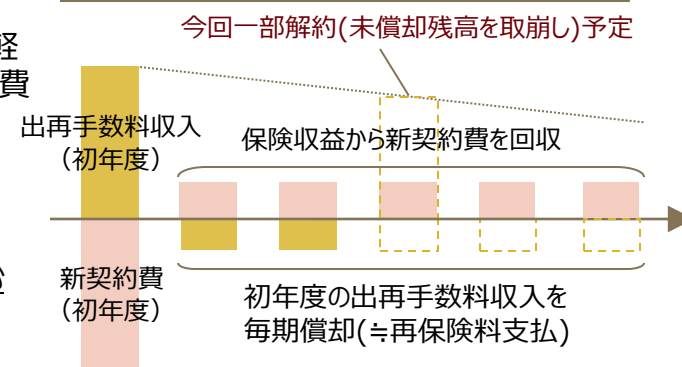 今回一部解約(未償却残高を取崩し)予定
軽
費
出再手数料収入
（初年度）
保険収益から新契約費を回収
新契約費
（初年度）
初年度の出再手数料収入を
毎期償却(≒再保険料支払)